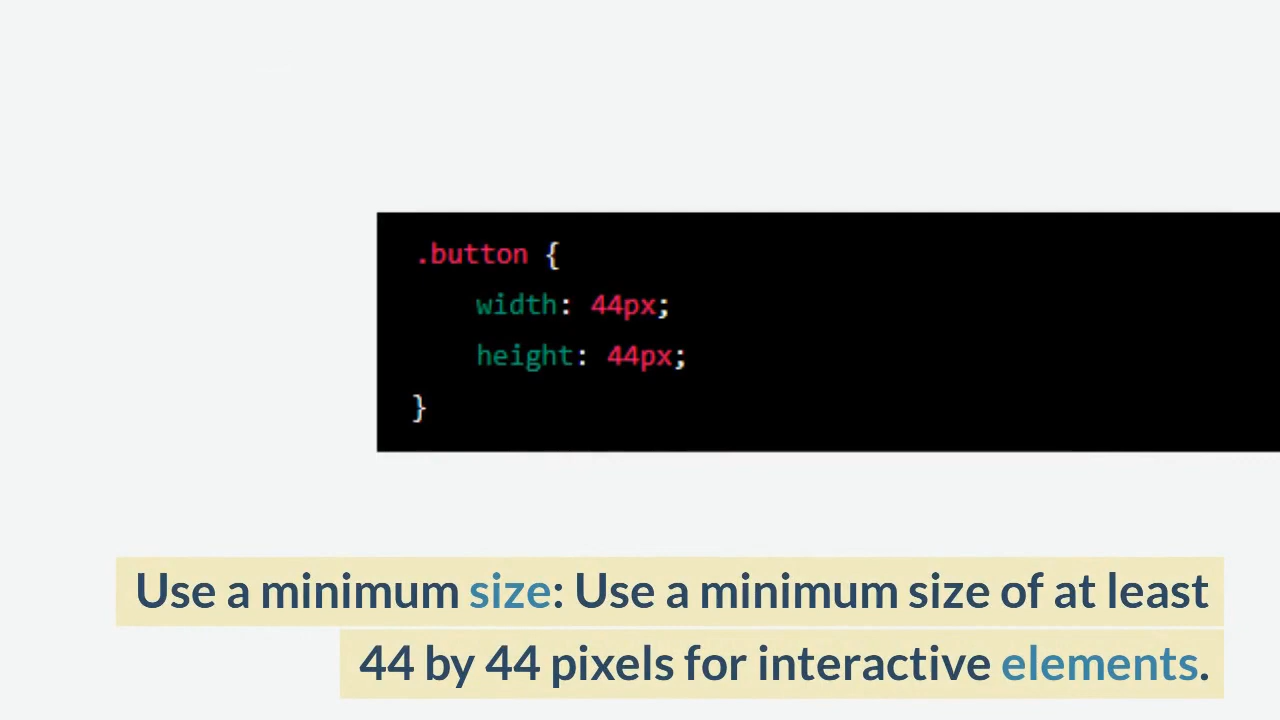 .button {
width: 44px;
height: 44px;
}
Use a minimum size: Use a minimum size of at least
44 by 44 pixels for interactive elements.